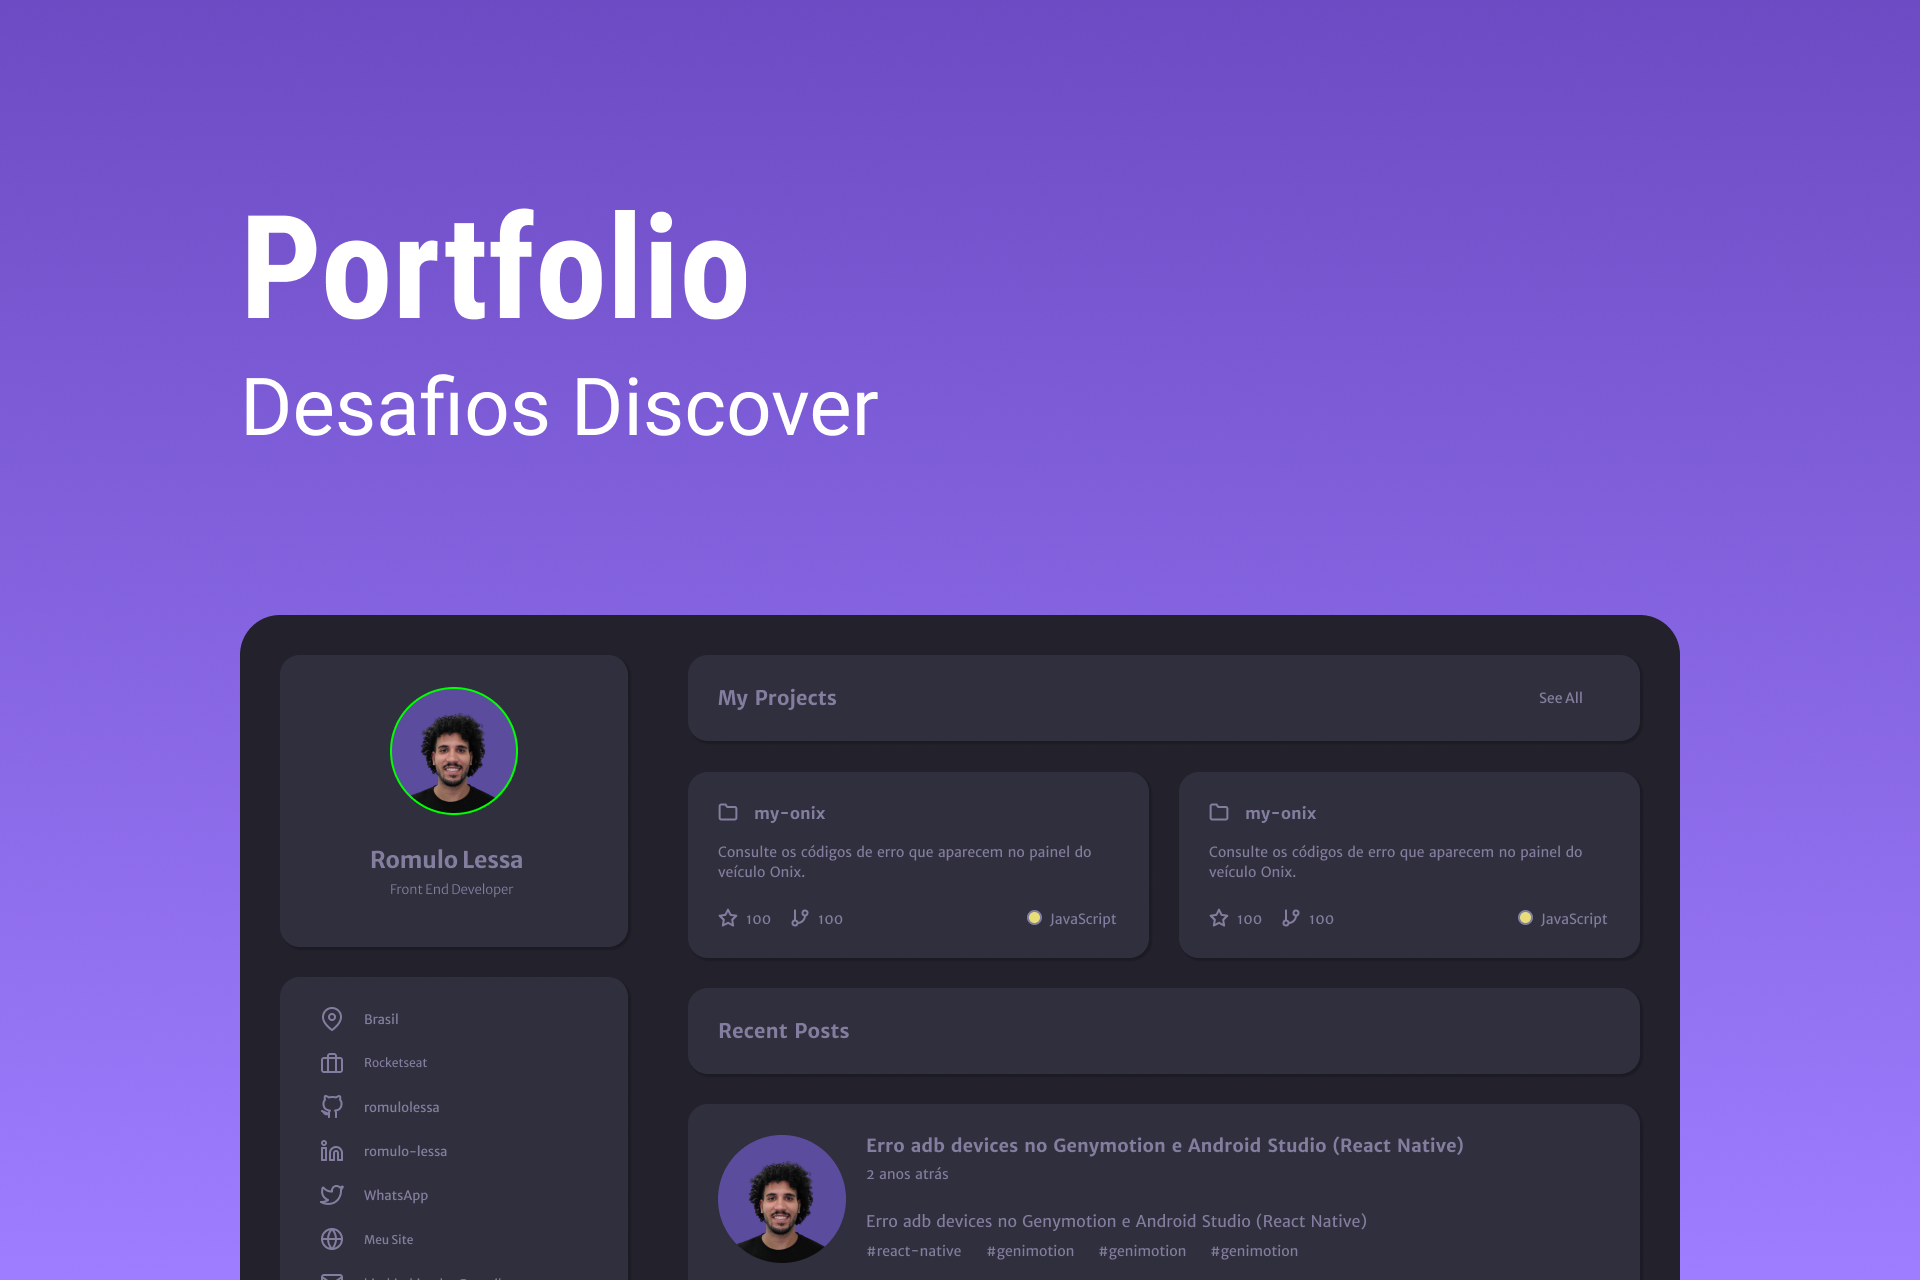 Portfolio
Desafios Discover
Romulo Lessa
Front End Developer
Brasil
Rocketseat
romulolessa
romulo-lessa
WhatsApp
Meu Site
My Projects
See All
my-onix
Consulte os códigos de erro que aparecem no painel do
veículo Onix.
100 100 JavaScript
my-onix
Consulte os códigos de erro que aparecem no painel do
veículo Onix.
100 100 JavaScript
Recent Posts
Erro adb devices no Genymotion e Android Studio (React Native)
2 anos atrás
Erro adb devices no Genymotion e Android Studio (React Native)
#react-native #genimotion #genimotion #genimotion